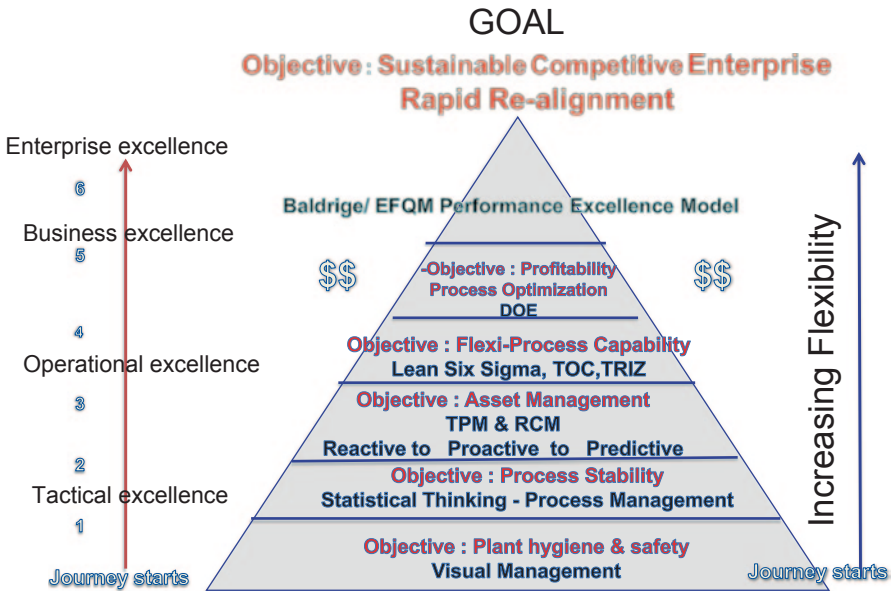 GOAL
Objective : Sustainable Competitive Enterprise
Rapid Re-alignment
Enterprise excellence
6
Baldrige/ EFQM Performance Excellence Model
Business excellence
5
$$
-Objective : Profitability
$$
Process Optimization
DOE
4
Objective : Flexi-Process Capability
Operational excellence
Lean Six Sigma, TOC,TRIZ
3
Objective : Asset Management
TPM & RCM
Reactive to Proactive to Predictive
2
Objective : Process Stability
Tactical excellence
Statistical Thinking - Process Management
1
Objective : Plant hygiene & safety
Visual Management
Journey starts
Journey starts
Increasing Flexibility